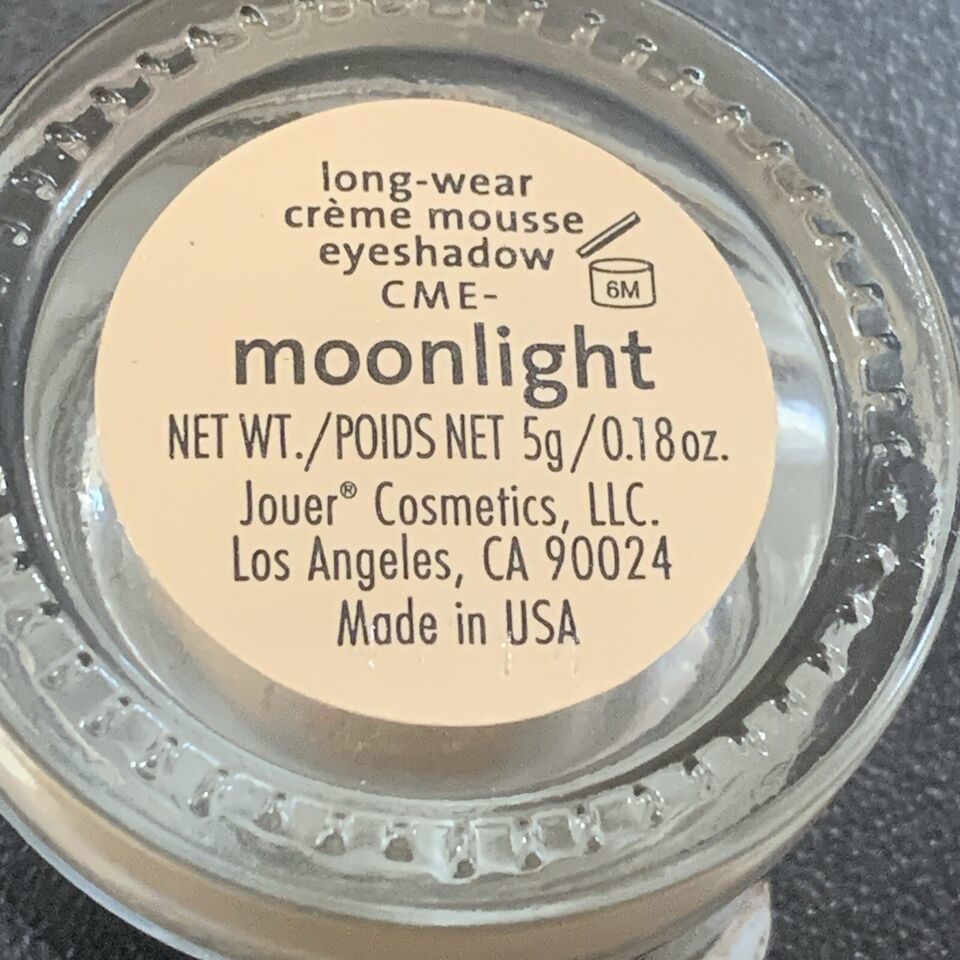 long-wear
crème mousse
eyeshadow
CME-
6M
moonlight
NET WT./POIDS NET 5g/0.18oz.
Jouer® Cosmetics, LLC.
Los Angeles, CA 90024
Made in USA